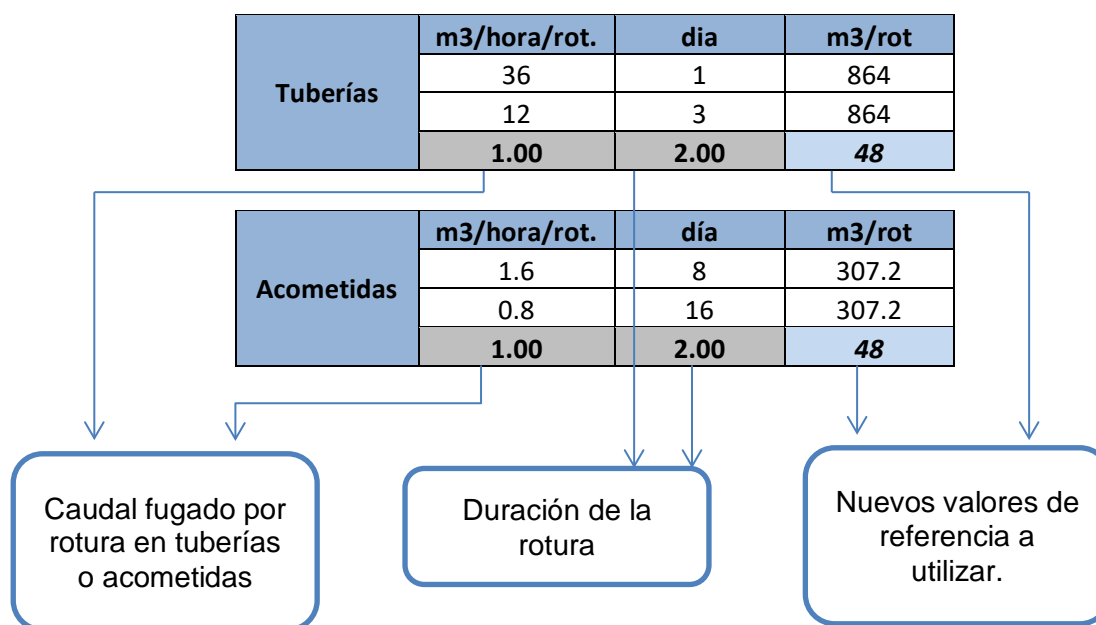 m3/hora/rot. dia m3/rot
36 1 864
Tuberías
12 3 864
1.00 2.00 48
m3/hora/rot. día m3/rot
1.6 8 307.2
Acometidas
0.8 16 307.2
1.00 2.00 48
Caudal fugado por
rotura en tuberías
o acometidas
Duración de la
rotura
Nuevos valores de
referencia a
utilizar.